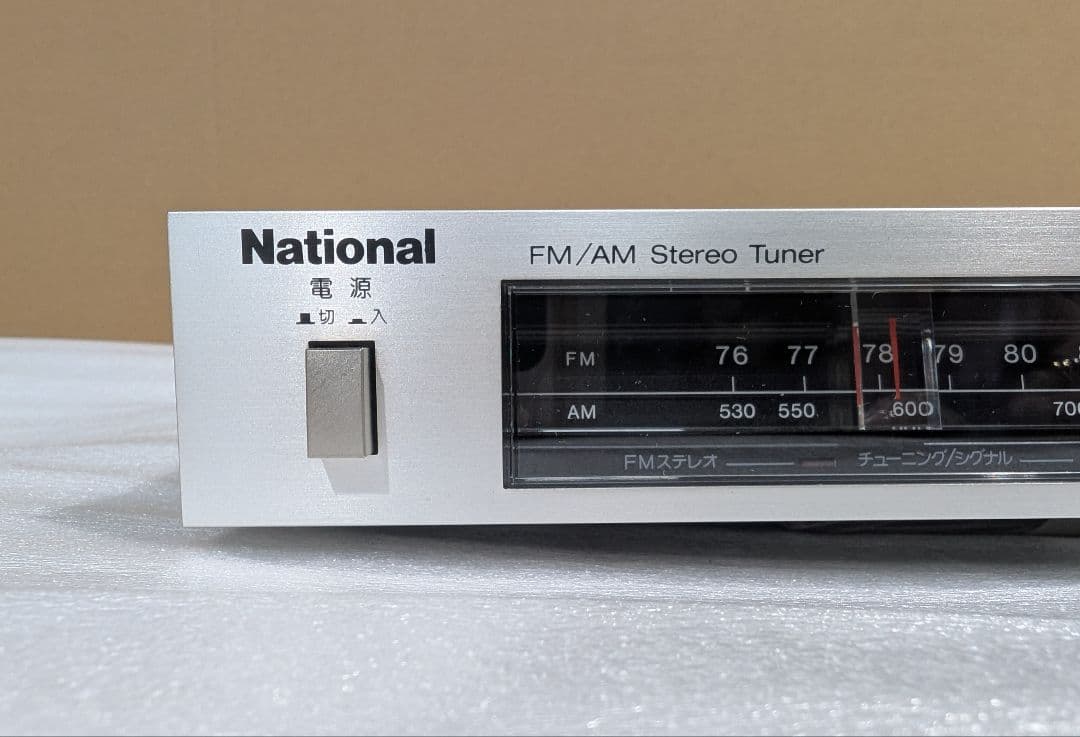 National
FM/AM Stereo Tuner
電源
切 入
FM 76 77 78 79 80
AM 530 550 600
FMステレオ チューニング/シグナル